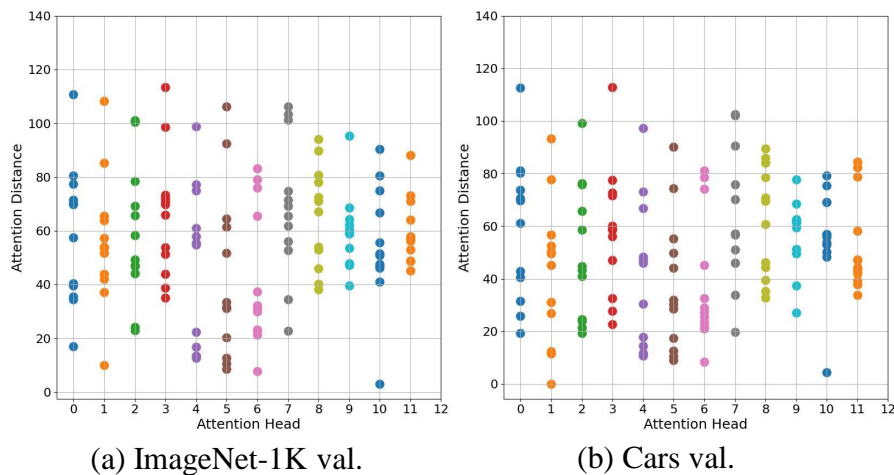 140
120
100
80
60
40
20
0
Attention Distance
0 1 2 3 4 5 6 7 8 9 10 11 12
Attention Head
(a) ImageNet-1K val.
140
120
100
80
60
40
20
0
Attention Distance
0 1 2 3 4 5 6 7 8 9 10 11 12
Attention Head
(b) Cars val.